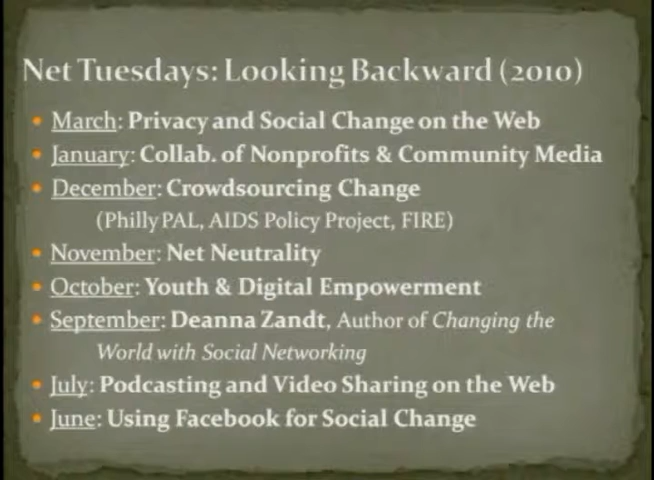 Net Tuesdays: Looking Backward (2010)
• March: Privacy and Social Change on the Web
• January: Collab. of Nonprofits & Community Media
• December: Crowdsourcing Change
(Philly PAL, AIDS Policy Project, FIRE)
• November: Net Neutrality
• October: Youth & Digital Empowerment
• September: Deanna Zandt, Author of Changing the
World with Social Networking
• July: Podcasting and Video Sharing on the Web
• June: Using Facebook for Social Change